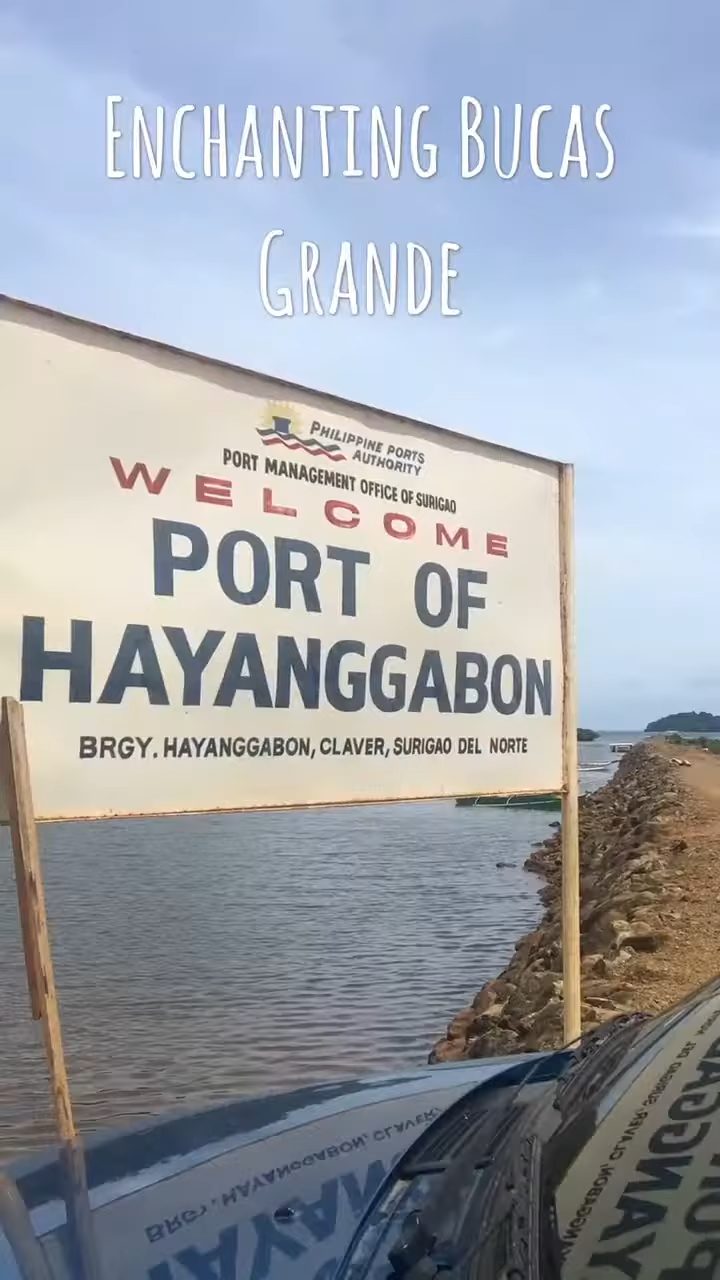 ENCHANTING BUCAS
GRANDE
PHILIPPINE PORTS
AUTHORITY
PORT MANAGEMENT OFFICE OF SURIGAO
WELCOME
PORT OF
HAYANGGABON
BRGY. HAYANGGABON, CLAVER, SURIGAO DEL NORTE